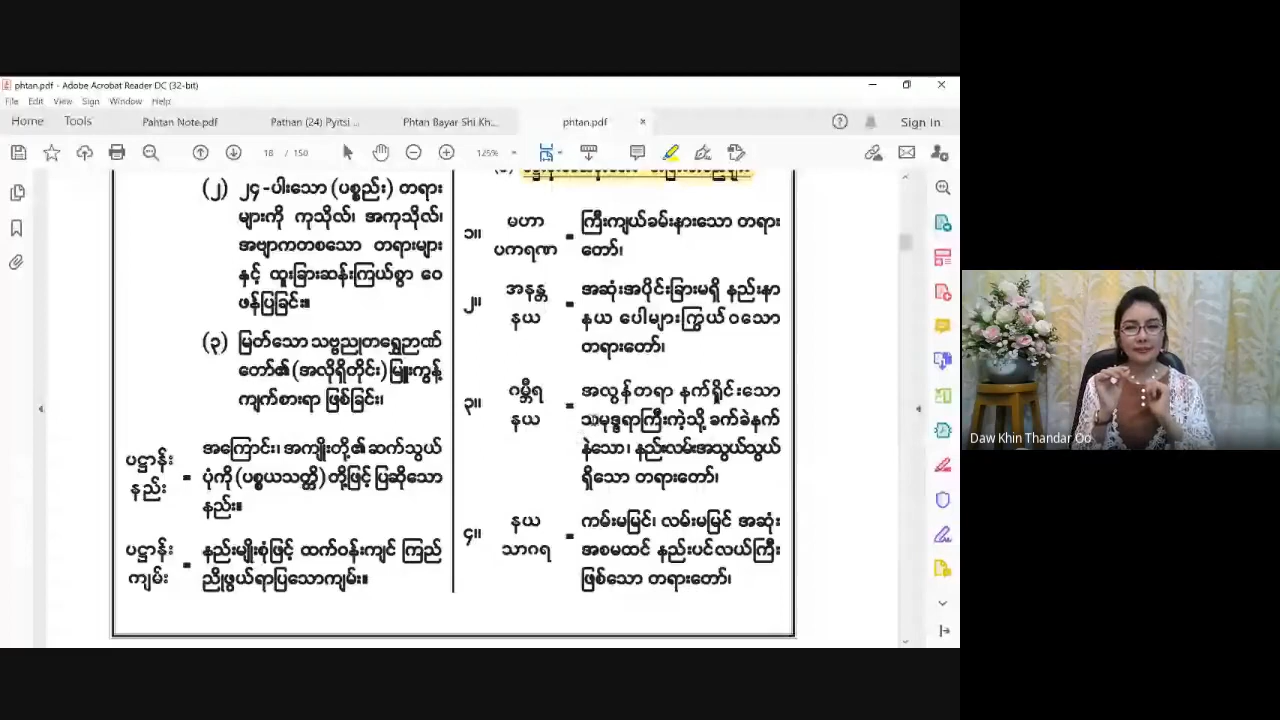 phtan.pdf - Adobe Acrobat Reader DC (32-bit)
File Edit View Sign Window Help
Home Tools Pahtan Note.pdf Pathan (24) Pyitsi ... Phtan Bayar Shi Kh... phtan.pdf × Sign In
18 / 150 125%
(၂) ၂၄-ပါးသော (ပစ္စည်း) တရား
များကို ကုသိုလ်၊ အကုသိုလ်၊
အဗျာကတစသော တရားများ
နှင့် ထူးခြားဆန်းကြယ်စွာ ဝေ
ဖန်ပြခြင်း။
(၃) မြတ်သော သဗ္ဗညုတရွှေဉာဏ်
တော်၏ (အလိုရှိတိုင်း) မြူးကွန့်
ကျက်စားရာ ဖြစ်ခြင်း၊
ပဋ္ဌာန်း
နည်း
=
အကြောင်း၊ အကျိုးတို့၏ ဆက်သွယ်
ပုံကို (ပစ္စယသတ္တိ) တို့ဖြင့် ပြဆိုသော
နည်း။
ပဋ္ဌာန်း
ကျမ်း
=
နည်းမျိုးစုံဖြင့် ထက်ဝန်းကျင် ကြည်
ညိုဖွယ်ရာပြသောကျမ်း။
၁။
မဟာ
ပကရဏ
=
ကြီးကျယ်ခမ်းနားသော တရား
တော်၊
၂။
အနန္တ
နယ
=
အဆုံးအပိုင်းခြားမရှိ နည်းနာ
နယ ပေါများကြွယ်ဝသော
တရားတော်၊
၃။
ဂမ္ဘီရ
နယ
=
အလွန်တရာ နက်ရှိုင်းသော
သမုဒ္ဒရာကြီးကဲ့သို့ ခက်ခဲနက်
နဲသော ၊ နည်းလမ်းအသွယ်သွယ်
ရှိသော တရားတော်၊
၄။
နယ
သာဂရ
=
ကမ်းမမြင်၊ လမ်းမမြင် အဆုံး
အစမထင် နည်းပင်လယ်ကြီး
ဖြစ်သော တရားတော်၊
Daw Khin Thandar Oo